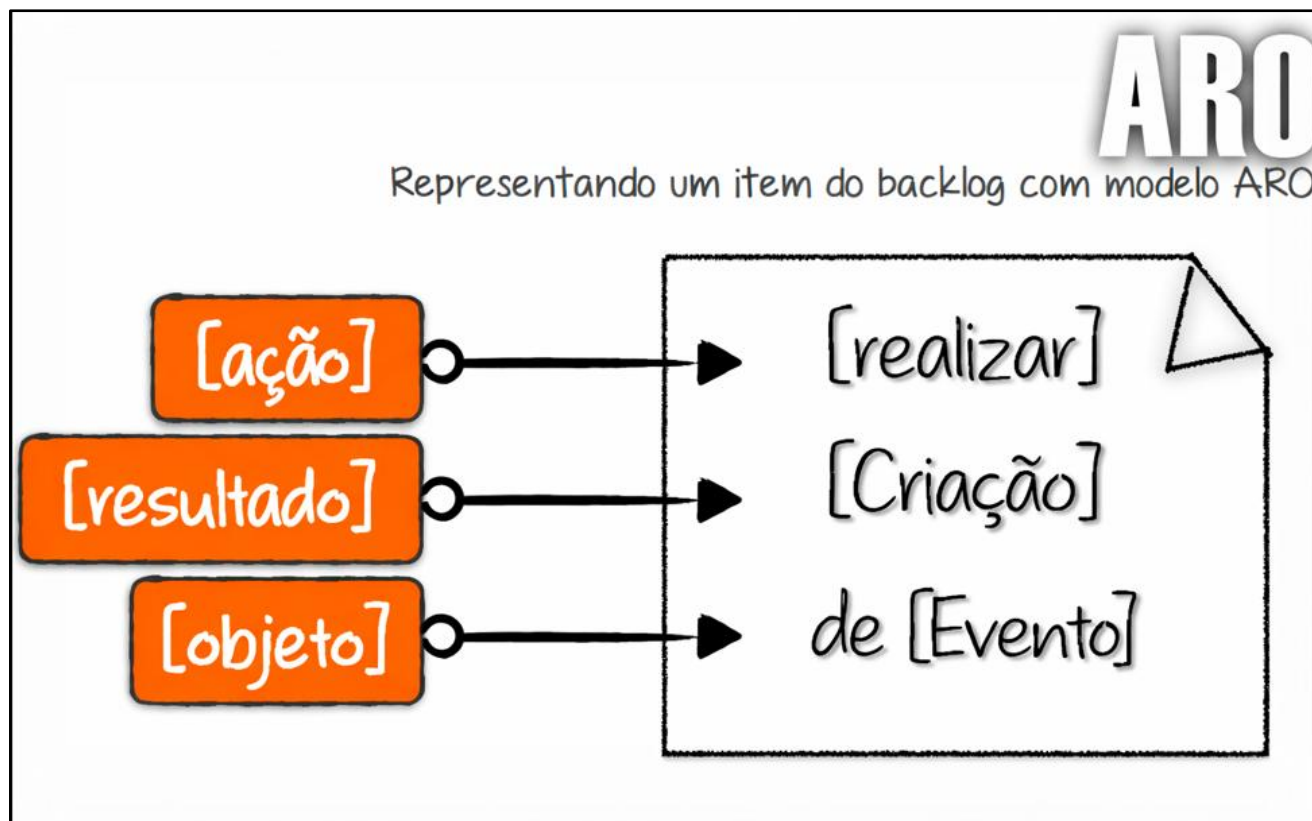 ARO
Representando um item do backlog com modelo ARO
[ação]
[realizar]
[resultado]
[Criação]
[objeto]
de [Evento]